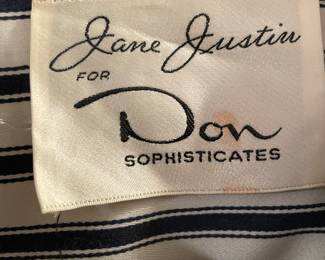 Jane Justin
FOR
Don
SOPHISTICATES